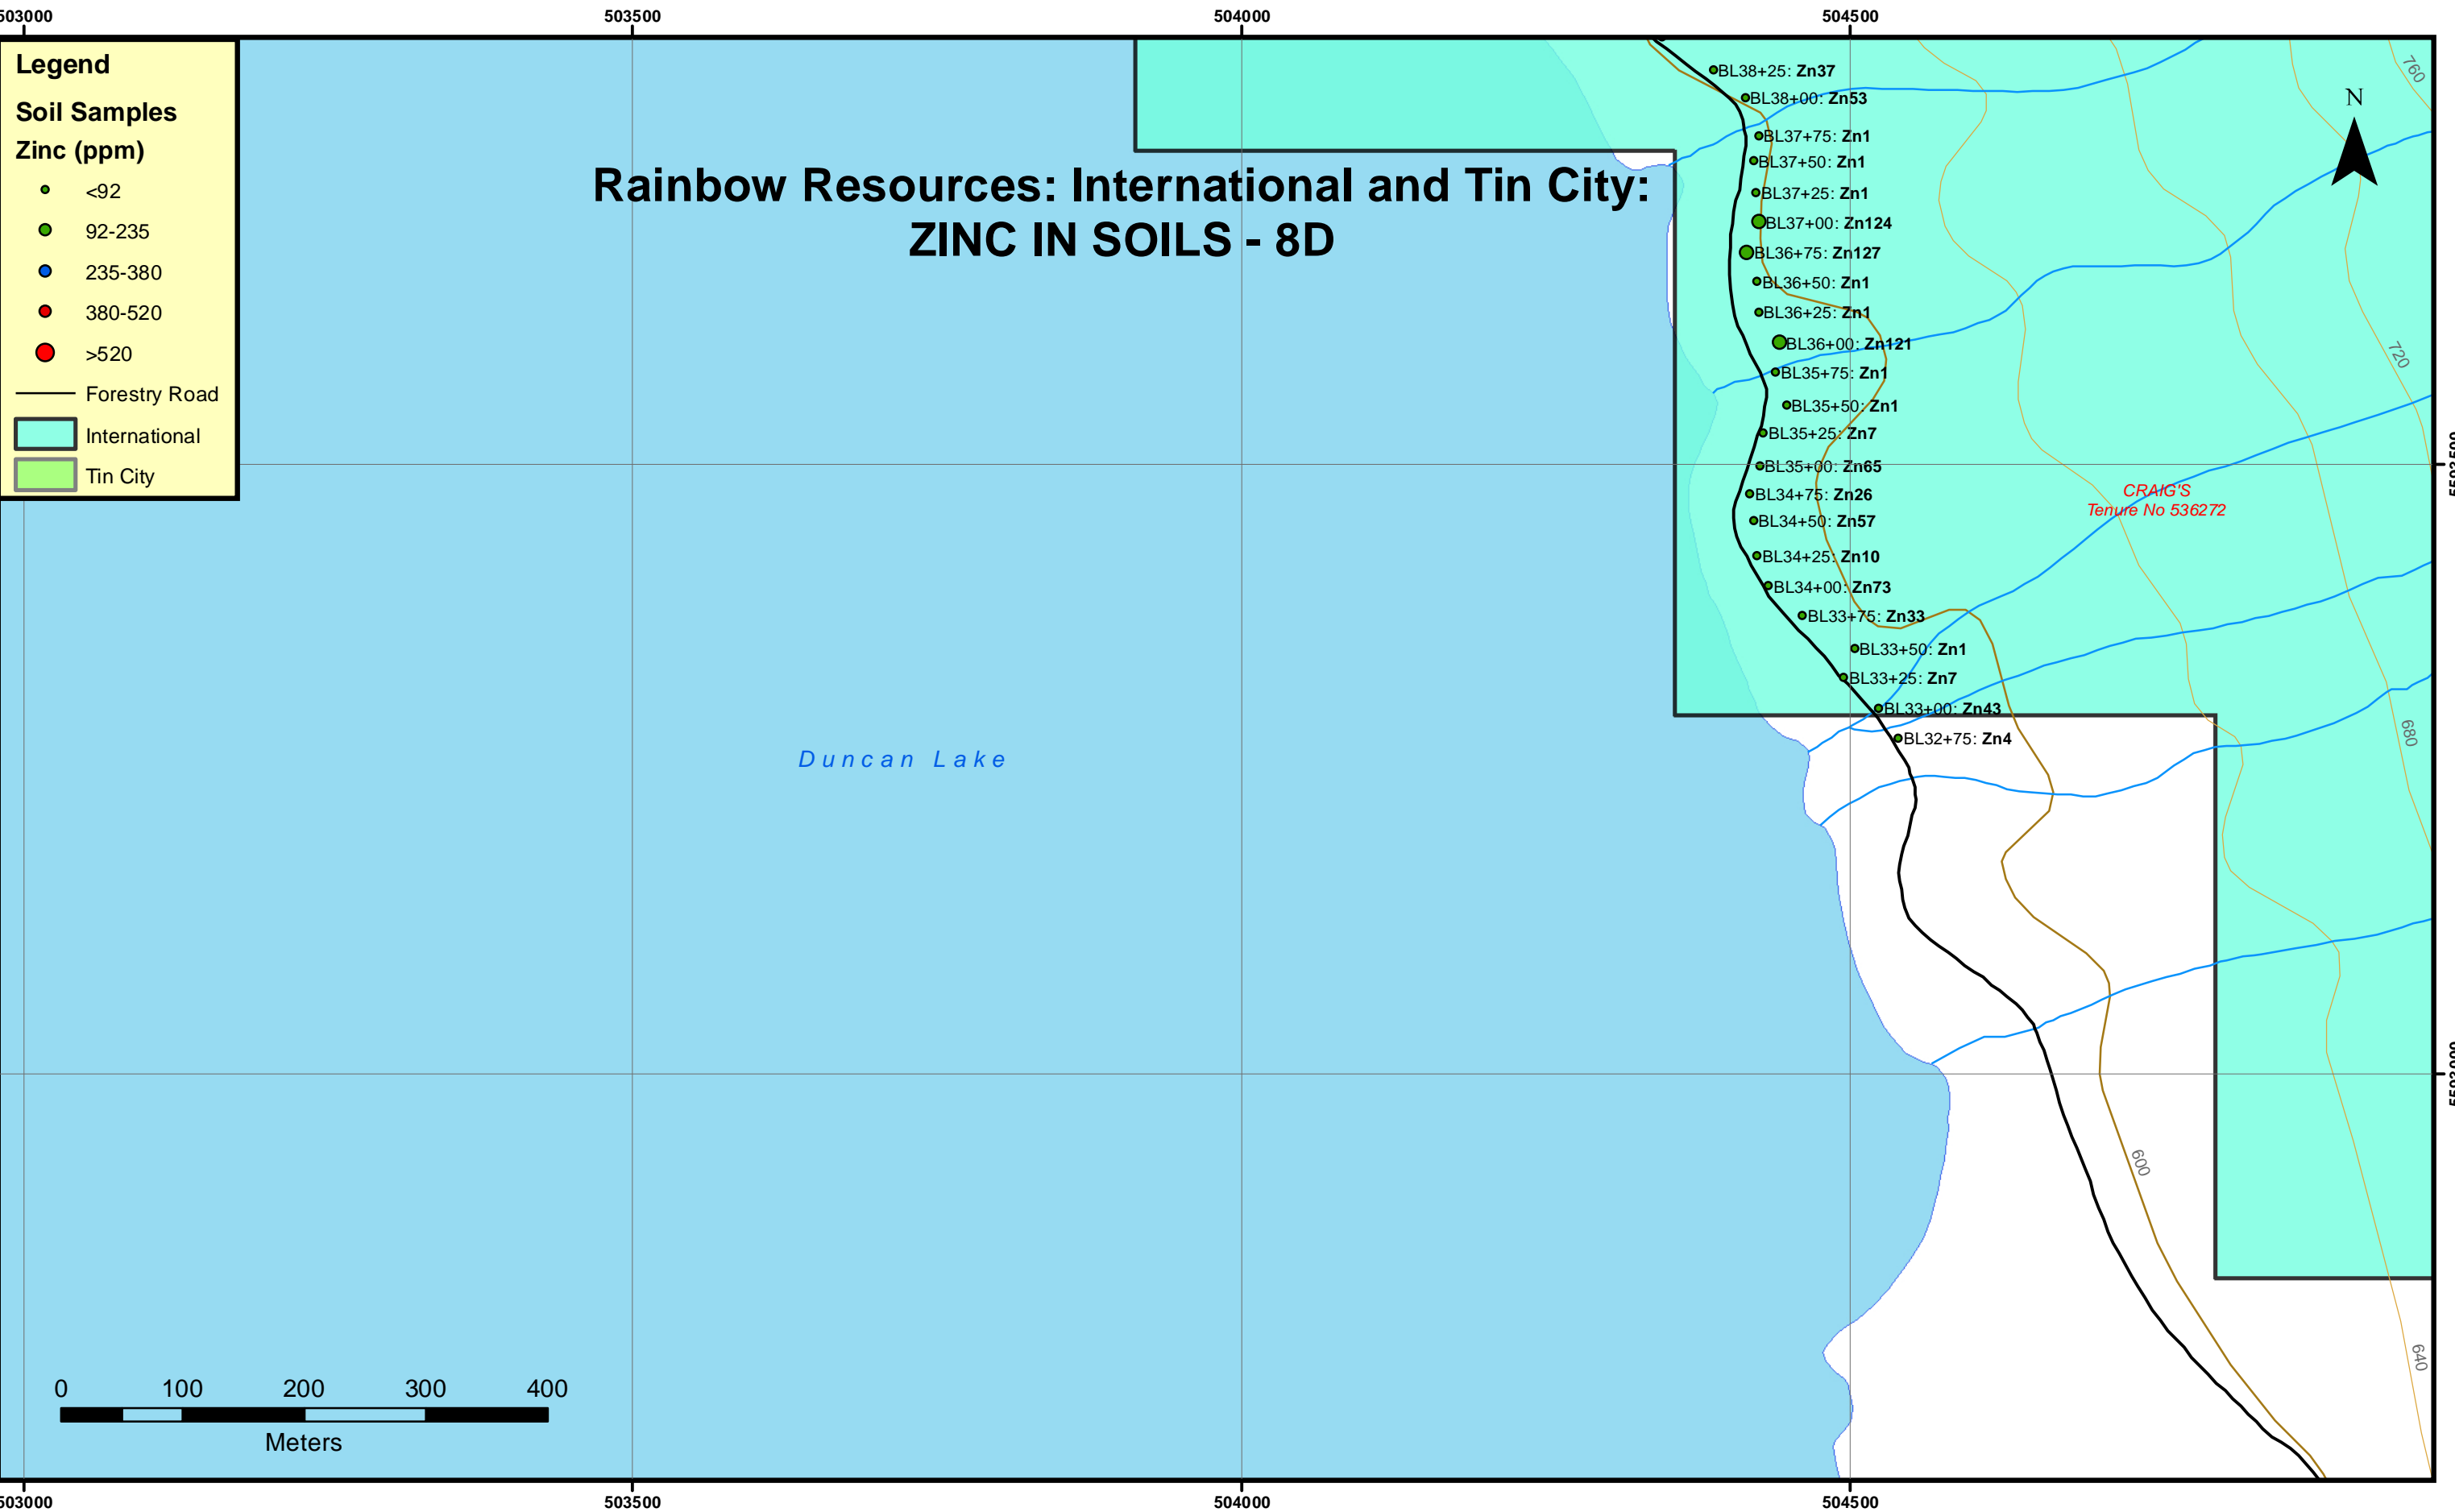 503000
503500
504000
504500
Legend
Soil Samples
Zinc (ppm)
<92
92-235
235-380
380-520
>520
Forestry Road
International
Tin City
Rainbow Resources: International and Tin City:
ZINC IN SOILS - 8D
N
760
BL38+25: Zn37
BL38+00: Zn53
BL37+75: Zn1
BL37+50: Zn1
BL37+25: Zn1
BL37+00: Zn124
BL36+75: Zn127
BL36+50: Zn1
BL36+25: Zn1
BL36+00: Zn121
720
BL35+75: Zn1
BL35+50: Zn1
BL35+25: Zn7
BL35+00: Zn65
BL34+75: Zn26
BL34+50: Zn57
CRAIG'S
Tenure No 536272
BL34+25: Zn10
BL34+00: Zn73
BL33+75: Zn33
BL33+50: Zn1
BL33+25: Zn7
BL33+00: Zn43
BL32+75: Zn4
680
Duncan Lake
600
640
0 100 200 300 400
Meters
503000
503500
504000
504500